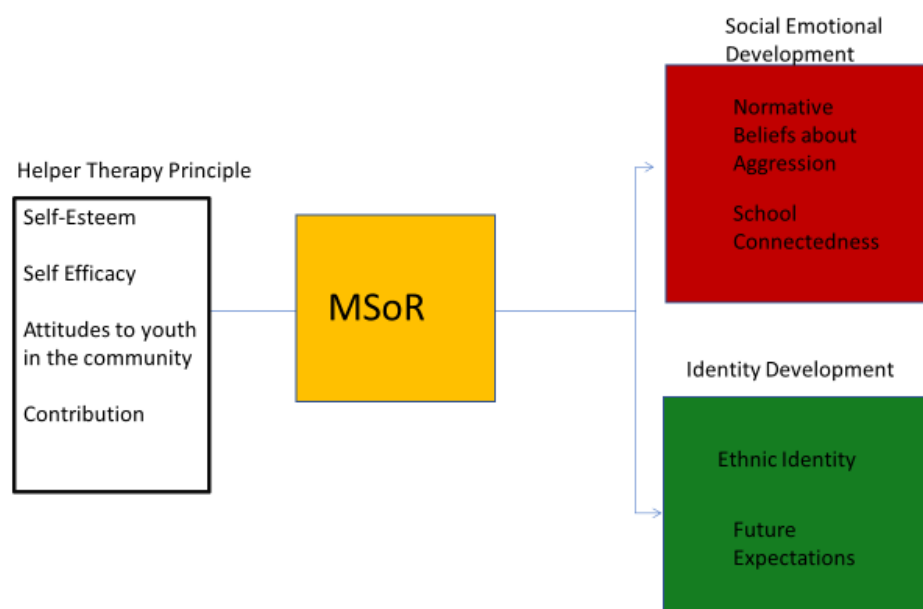 Helper Therapy Principle
Self-Esteem
Self Efficacy
Attitudes to youth
in the community
Contribution
MSoR
Social Emotional
Development
Normative
Beliefs about
Aggression
School
Connectedness
Identity Development
Ethnic Identity
Future
Expectations